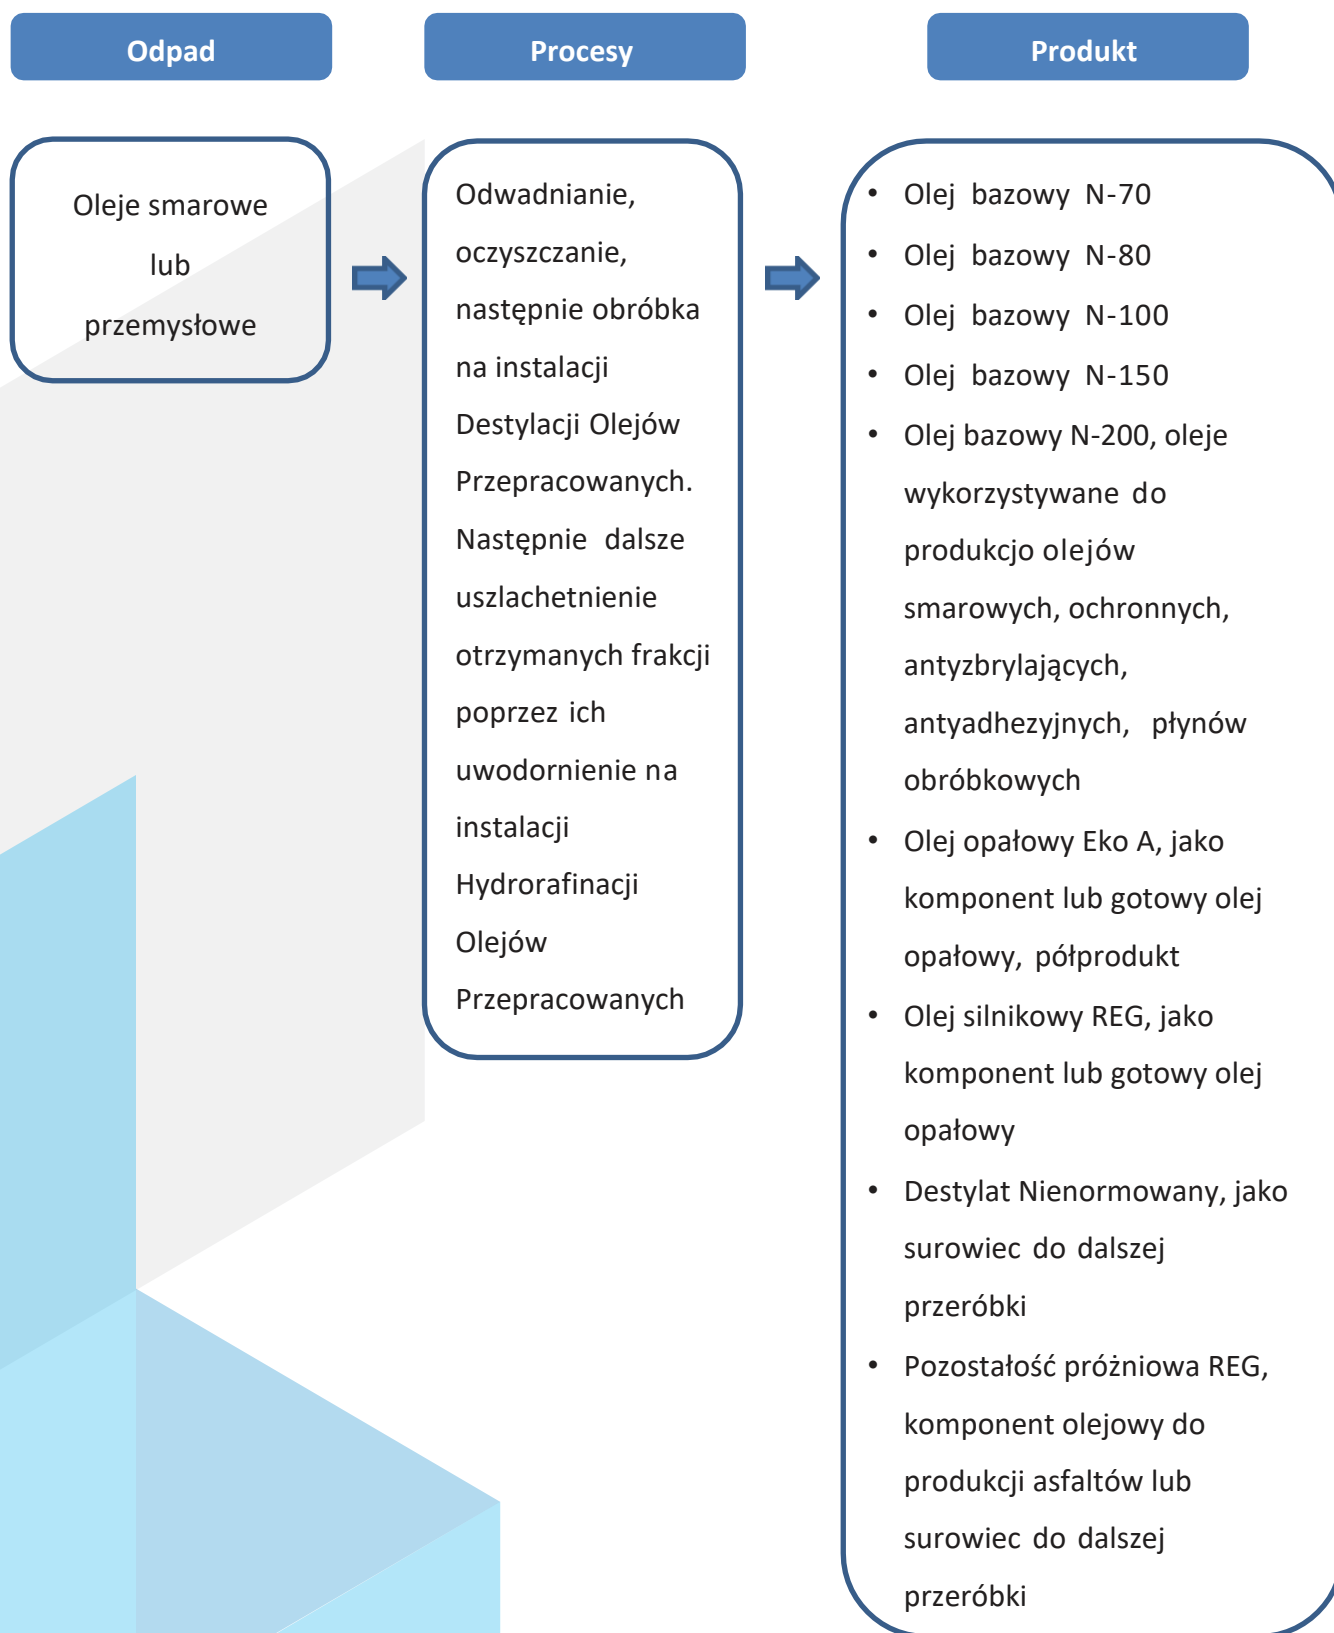 Odpad
Procesy
Produkt
Oleje smarowe
lub
przemysłowe
Odwadnianie,
oczyszczanie,
następnie obróbka
na instalacji
Destylacji Olejów
Przepracowanych.
Następnie dalsze
uszlachetnienie
otrzymanych frakcji
poprzez ich
uwodornienie na
instalacji
Hydrorafinacji
Olejów
Przepracowanych
• Olej bazowy N-70
• Olej bazowy N-80
• Olej bazowy N-100
• Olej bazowy N-150
• Olej bazowy N-200, oleje
wykorzystywane do
produkcjo olejów
smarowych, ochronnych,
antyzbrylających,
antyadhezyjnych, płynów
obróbkowych
• Olej opałowy Eko A, jako
komponent lub gotowy olej
opałowy, półprodukt
• Olej silnikowy REG, jako
komponent lub gotowy olej
opałowy
• Destylat Nienormowany, jako
surowiec do dalszej
przeróbki
• Pozostałość próżniowa REG,
komponent olejowy do
produkcji asfaltów lub
surowiec do dalszej
przeróbki